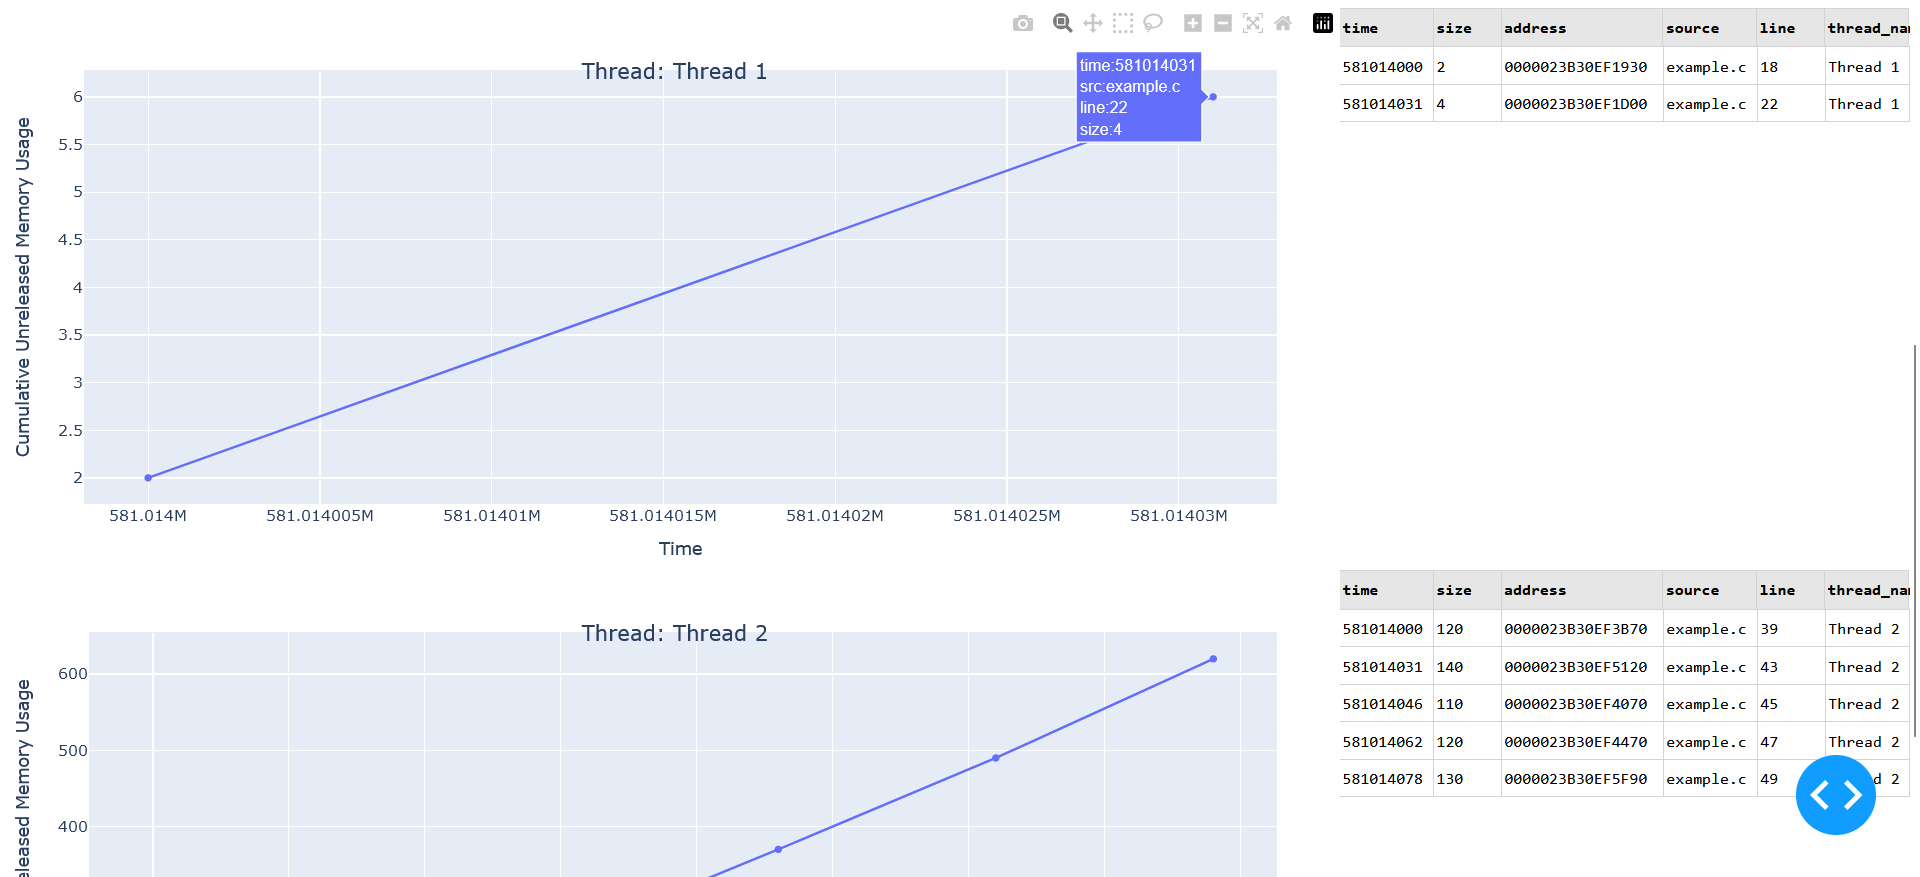 Thread: Thread 1
time:581014031
src:example.c
line:22
size:4
Cumulative Unreleased Memory Usage
6
5.5
5
4.5
4
3.5
3
2.5
2
581.014M 581.014005M 581.01401M 581.014015M 581.01402M 581.014025M 581.01403M
Time
time size address source line thread_na
581014000 2 0000023B30EF1930 example.c 18 Thread 1
581014031 4 0000023B30EF1D00 example.c 22 Thread 1
Thread: Thread 2
eleased Memory Usage
600
500
400
time size address source line thread_na
581014000 120 0000023B30EF3B70 example.c 39 Thread 2
581014031 140 0000023B30EF5120 example.c 43 Thread 2
581014046 110 0000023B30EF4070 example.c 45 Thread 2
581014062 120 0000023B30EF4470 example.c 47 Thread 2
581014078 130 0000023B30EF5F90 example.c 49 d 2